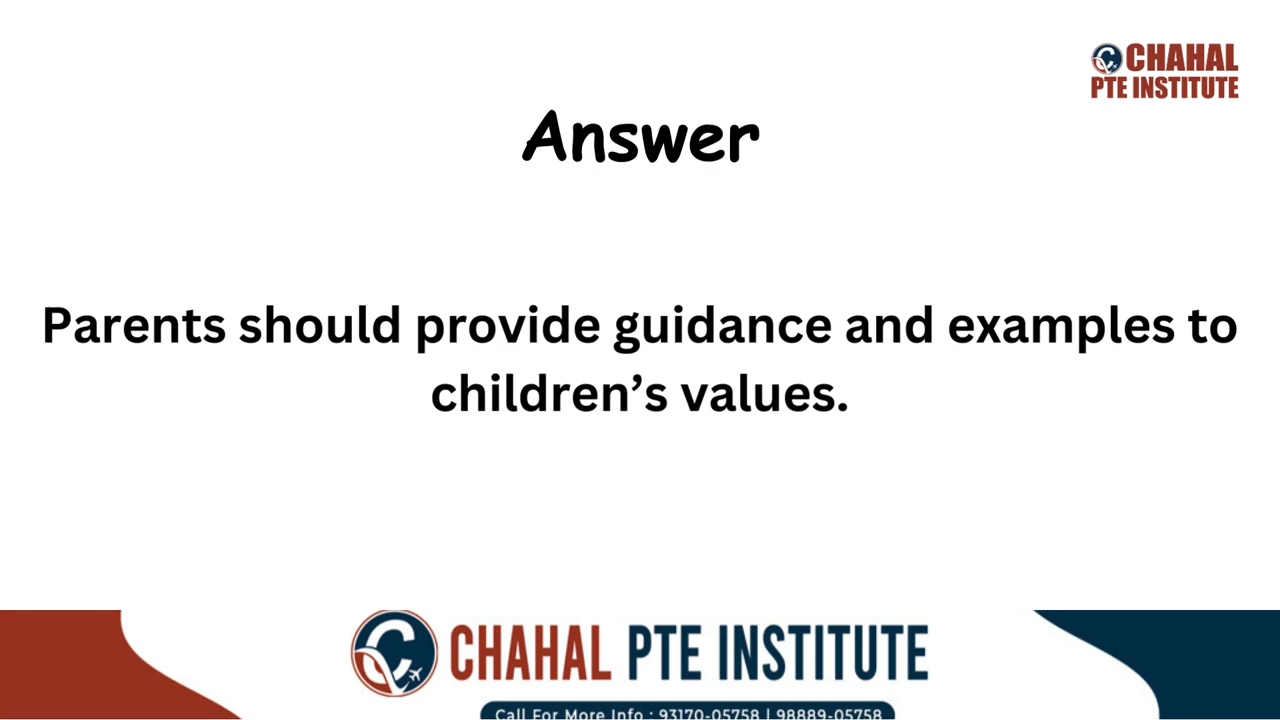 CHAHAL
PTE INSTITUTE
Answer
Parents should provide guidance and examples to
children’s values.
CHAHAL PTE INSTITUTE
Call For More Info : 93170-05758 | 98889-05758